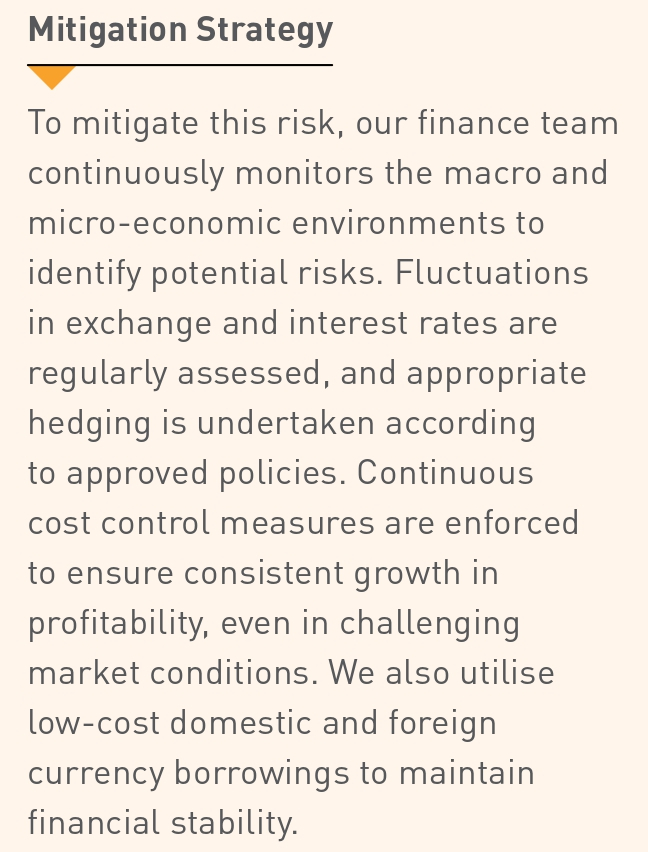 Mitigation Strategy
To mitigate this risk, our finance team
continuously monitors the macro and
micro-economic environments to
identify potential risks. Fluctuations
in exchange and interest rates are
regularly assessed, and appropriate
hedging is undertaken according
to approved policies. Continuous
cost control measures are enforced
to ensure consistent growth in
profitability, even in challenging
market conditions. We also utilise
low-cost domestic and foreign
currency borrowings to maintain
financial stability.